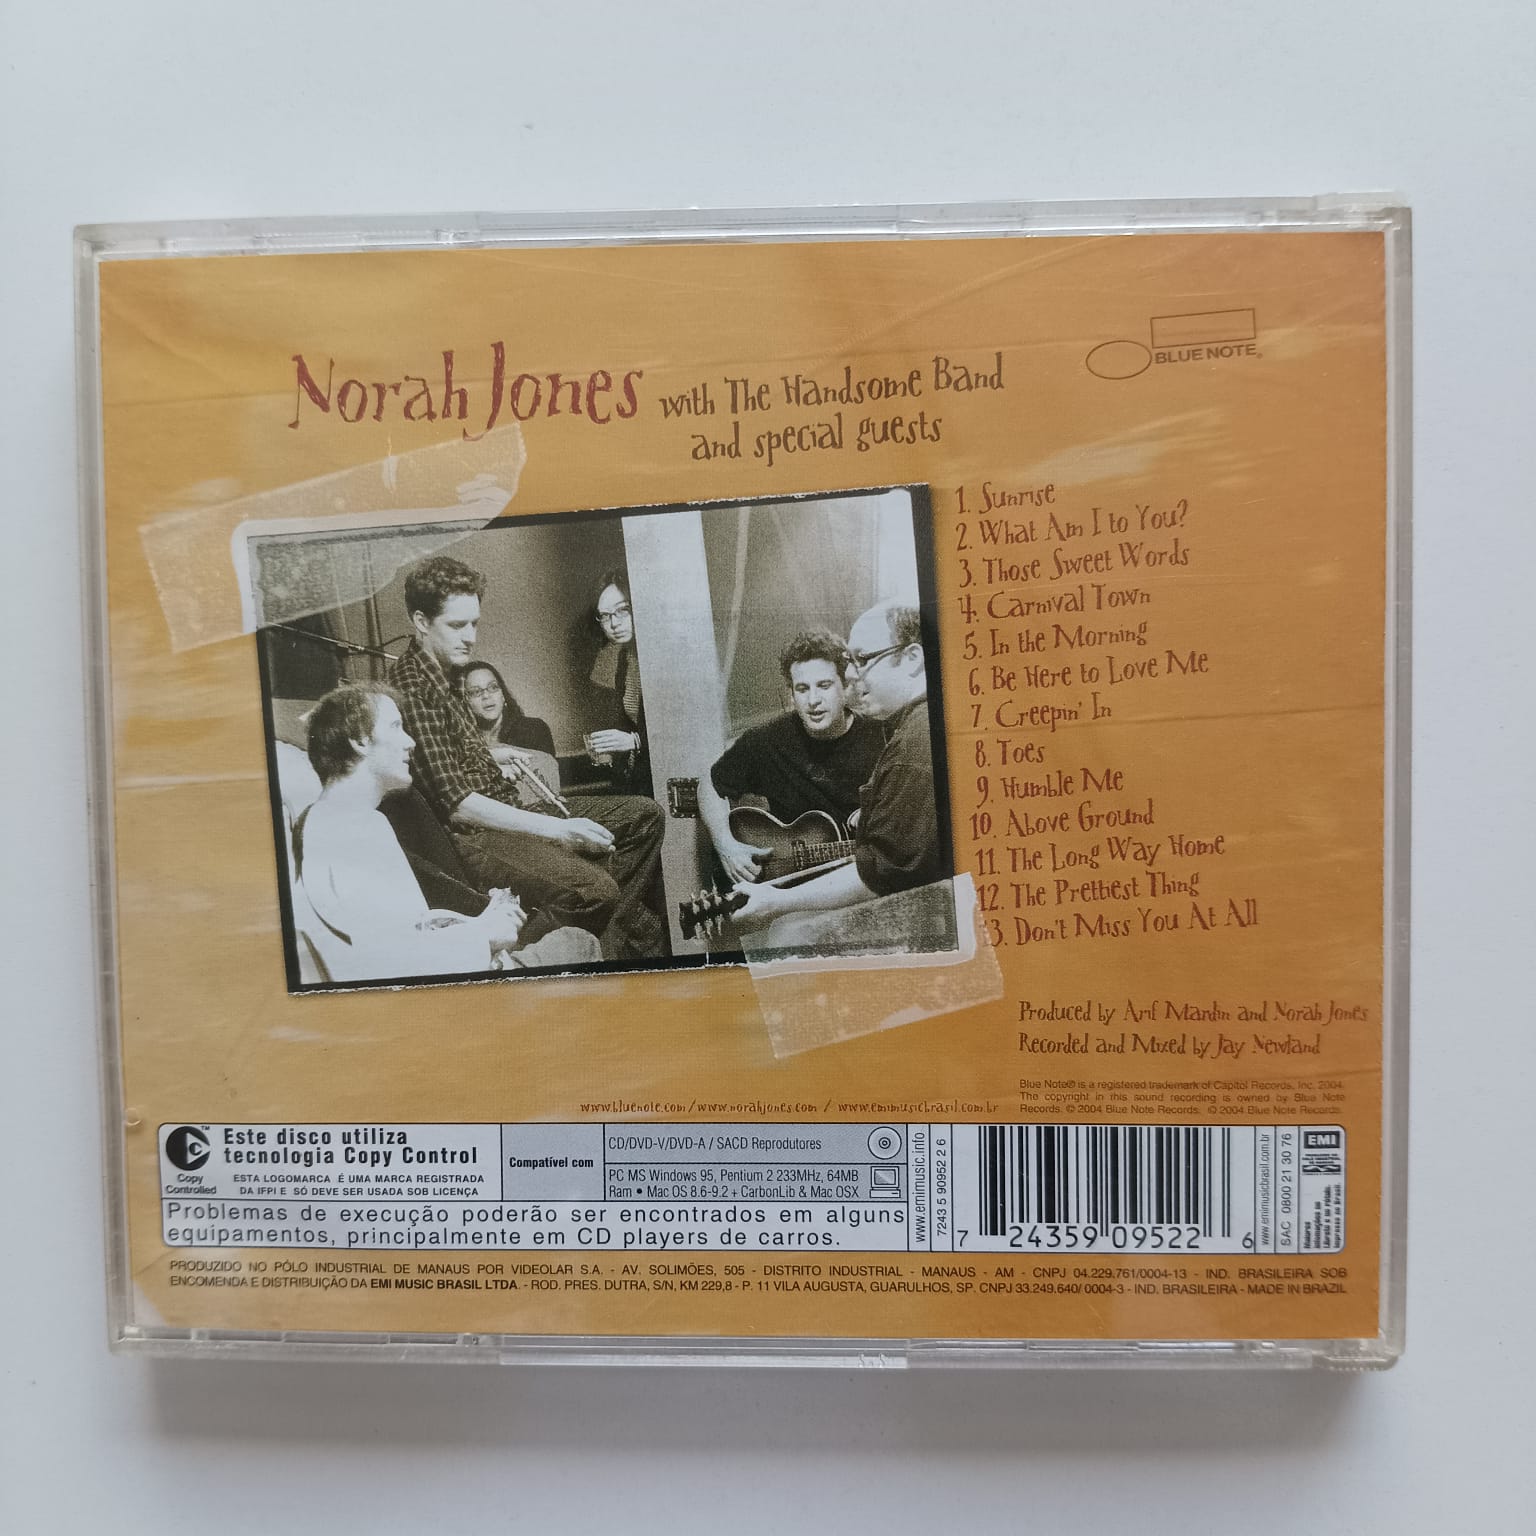 Norah Jones with The Handsome Band
and special guests
BLUE NOTE®
1. Sunrise
2. What Am I to You?
3. Those Sweet Words
4. Carnival Town
5. In the Morning
6. Be Here to Love Me
7. Creepin' In
8. Toes
9. Humble Me
10. Above Ground
11. The Long Way Home
12. The Prettiest Thing
13. Don't Miss You At All
Produced by Arif Mardin and Norah Jones
Recorded and Mixed by Jay Newland
Blue Note® is a registered trademark of Capitol Records, Inc. 2004.
The copyright in this sound recording is owned by Blue Note
Records. ℗ 2004 Blue Note Records. © 2004 Blue Note Records.
www.bluenote.com / www.norahjones.com / www.emimusicbrasil.com.br
TM
Copy
Controlled
Este disco utiliza
tecnologia Copy Control
ESTA LOGOMARCA É UMA MARCA REGISTRADA
DA IFPI E SÓ DEVE SER USADA SOB LICENÇA
Compatível com
CD/DVD-V/DVD-A / SACD Reprodutores
PC MS Windows 95, Pentium 2 233MHz, 64MB
Ram • Mac OS 8.6-9.2 + CarbonLib & Mac OSX
Problemas de execução poderão ser encontrados em alguns
equipamentos, principalmente em CD players de carros.
www.emimusic.info
7243 5 90952 2 6
7 24359 09522 6
www.emimusicbrasil.com.br
SAC 0800 21 30 76
EMI
PRODUZIDO NO PÓLO INDUSTRIAL DE MANAUS POR VIDEOLAR S.A. - AV. SOLIMÕES, 505 - DISTRITO INDUSTRIAL - MANAUS - AM - CNPJ 04.229.761/0004-13 - IND. BRASILEIRA SOB
ENCOMENDA E DISTRIBUIÇÃO DA EMI MUSIC BRASIL LTDA. - ROD. PRES. DUTRA, S/N, KM 229,8 - P. 11 VILA AUGUSTA, GUARULHOS, SP. CNPJ 33.249.640/ 0004-3 - IND. BRASILEIRA - MADE IN BRAZIL